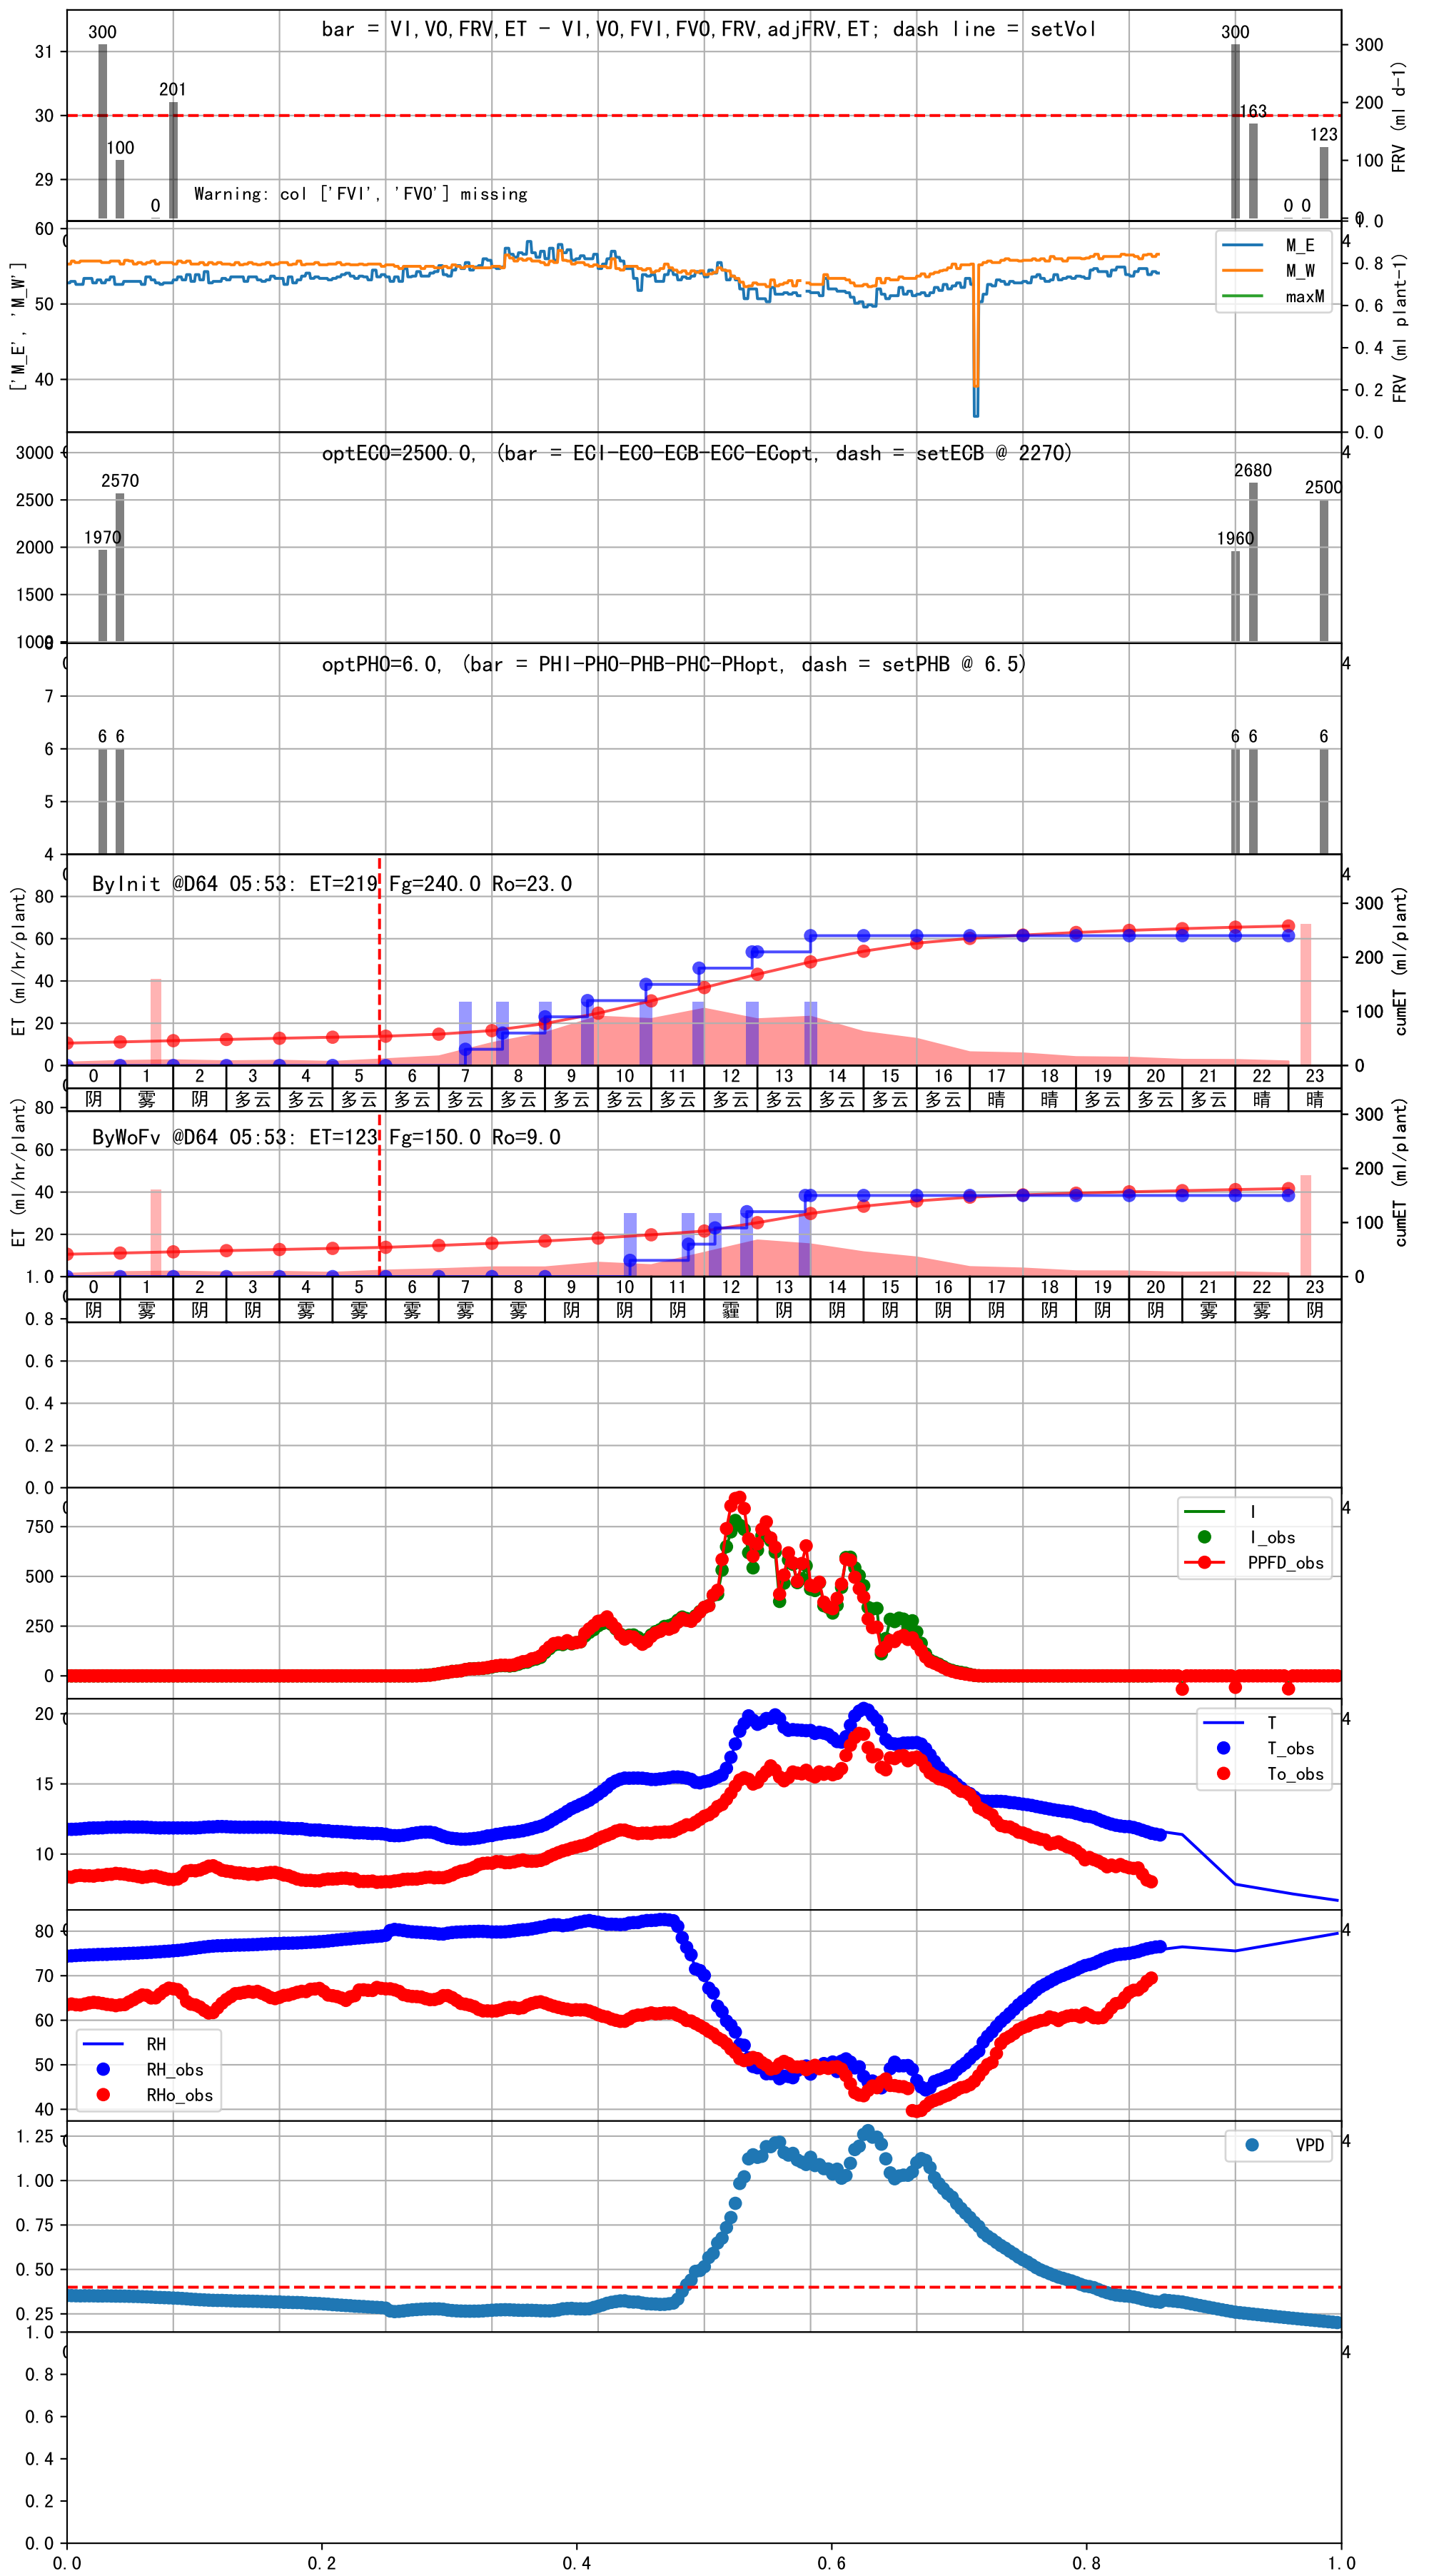 bar = VI,VO,FRV,ET - VI,VO,FVI,FVO,FRV,adjFRV,ET; dash line = setVol
300
100
0
201
300
163
0 0
123
31
30
29
300
200
100
0
FRV (ml d-1)
Warning: col ['FVI', 'FVO'] missing
60
50
40
['M_E', 'M_W']
M_E
M_W
maxM
1.0
0.8
0.6
0.4
0.2
0.0
FRV (ml plant-1)
optECO=2500.0, (bar = ECI-ECO-ECB-ECC-ECopt, dash = setECB @ 2270)
3000
2500
2000
1500
1000
1970
2570
1960
2680
2500
optPHO=6.0, (bar = PHI-PHO-PHB-PHC-PHopt, dash = setPHB @ 6.5)
8
7
6
5
4
6 6
6 6
6
ByInit @D64 05:53: ET=219 Fg=240.0 Ro=23.0
80
60
40
20
0
ET (ml/hr/plant)
300
200
100
0
cumET (ml/plant)
0 1 2 3 4 5 6 7 8 9 10 11 12 13 14 15 16 17 18 19 20 21 22 23
阴 雾 阴 多云 多云 多云 多云 多云 多云 多云 多云 多云 多云 多云 多云 多云 多云 晴 晴 多云 多云 多云 晴 晴
ByWoFv @D64 05:53: ET=123 Fg=150.0 Ro=9.0
80
60
40
20
ET (ml/hr/plant)
300
200
100
0
cumET (ml/plant)
0 1 2 3 4 5 6 7 8 9 10 11 12 13 14 15 16 17 18 19 20 21 22 23
阴 雾 阴 阴 雾 雾 雾 雾 雾 阴 阴 阴 霾 阴 阴 阴 阴 阴 阴 阴 阴 雾 雾 阴
1.0
0.8
0.6
0.4
0.2
0.0
750
500
250
0
I
I_obs
PPFD_obs
20
15
10
T
T_obs
To_obs
80
70
60
50
40
RH
RH_obs
RHo_obs
1.25
1.00
0.75
0.50
0.25
VPD
1.0
0.8
0.6
0.4
0.2
0.0
0.0 0.2 0.4 0.6 0.8 1.0